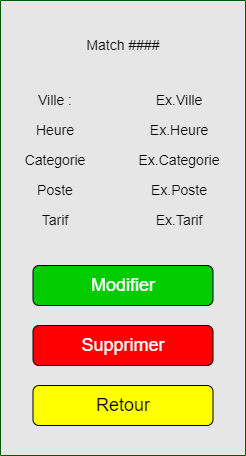 Match ####
Ville : Ex.Ville
Heure Ex.Heure
Categorie Ex.Categorie
Poste Ex.Poste
Tarif Ex.Tarif
Modifier
Supprimer
Retour